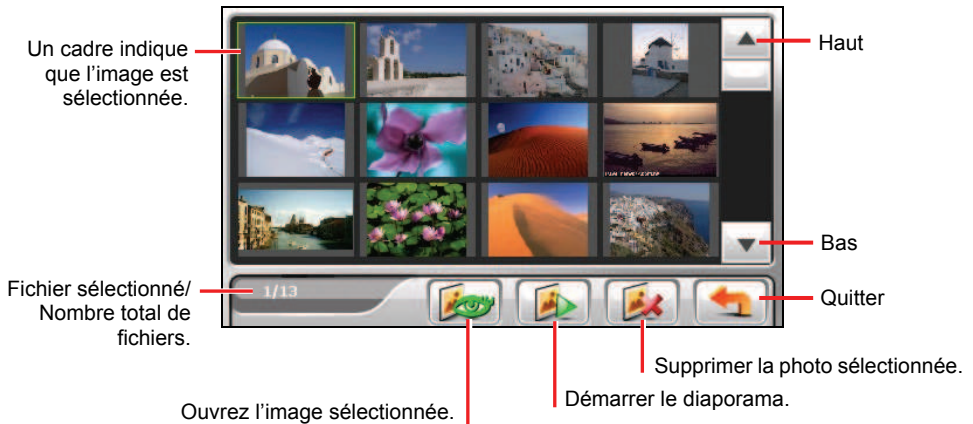 Un cadre indique
que l'image est
sélectionnée.
Haut
Bas
Fichier sélectionné/
Nombre total de
fichiers.
1/13
Quitter
Supprimer la photo sélectionnée.
Démarrer le diaporama.
Ouvrez l'image sélectionnée.